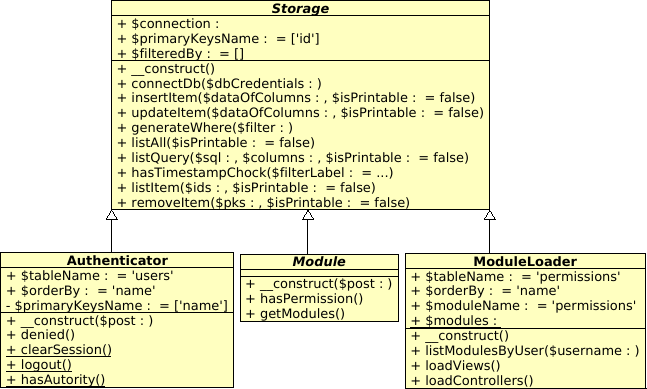 Storage
+ $connection :
+ $primaryKeysName : = ['id']
+ $filteredBy : = []
+ __construct()
+ connectDb($dbCredentials : )
+ insertItem($dataOfColumns : , $isPrintable : = false)
+ updateItem($dataOfColumns : , $isPrintable : = false)
+ generateWhere($filter : )
+ listAll($isPrintable : = false)
+ listQuery($sql : , $columns : , $isPrintable : = false)
+ hasTimestampChock($filterLabel : = ...)
+ listItem($ids : , $isPrintable : = false)
+ removeItem($pks : , $isPrintable : = false)
Authenticator
+ $tableName : = 'users'
+ $orderBy : = 'name'
- $primaryKeysName : = ['name']
+ __construct($post : )
+ denied()
+ clearSession()
+ logout()
+ hasAutority()
Module
+ __construct($post : )
+ hasPermission()
+ getModules()
ModuleLoader
+ $tableName : = 'permissions'
+ $orderBy : = 'name'
+ $moduleName : = 'permissions'
+ $modules :
+ __construct()
+ listModulesByUser($username : )
+ loadViews()
+ loadControllers()